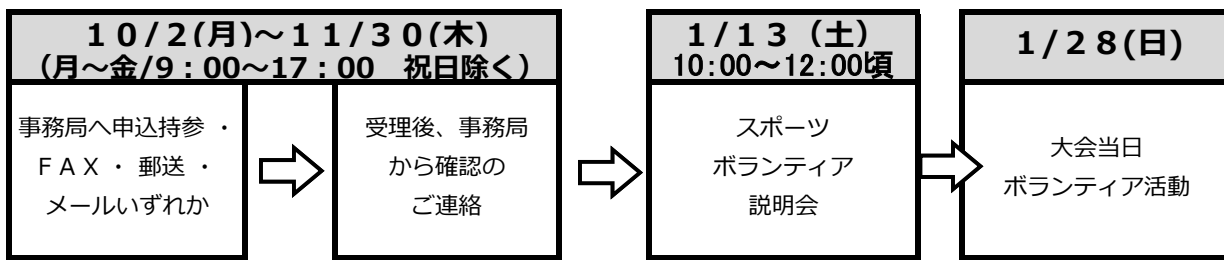 １０/２(月)～１１/３０(木)
（月～金/９：00～17：00　祝日除く）
事務局へ申込持参 ・
ＦＡＸ ・ 郵送 ・
メールいずれか
受理後、事務局
から確認の
ご連絡
１/１３（土）
10:00～12:00頃
スポーツ
ボランティア
説明会
１/２８(日)
大会当日
ボランティア活動